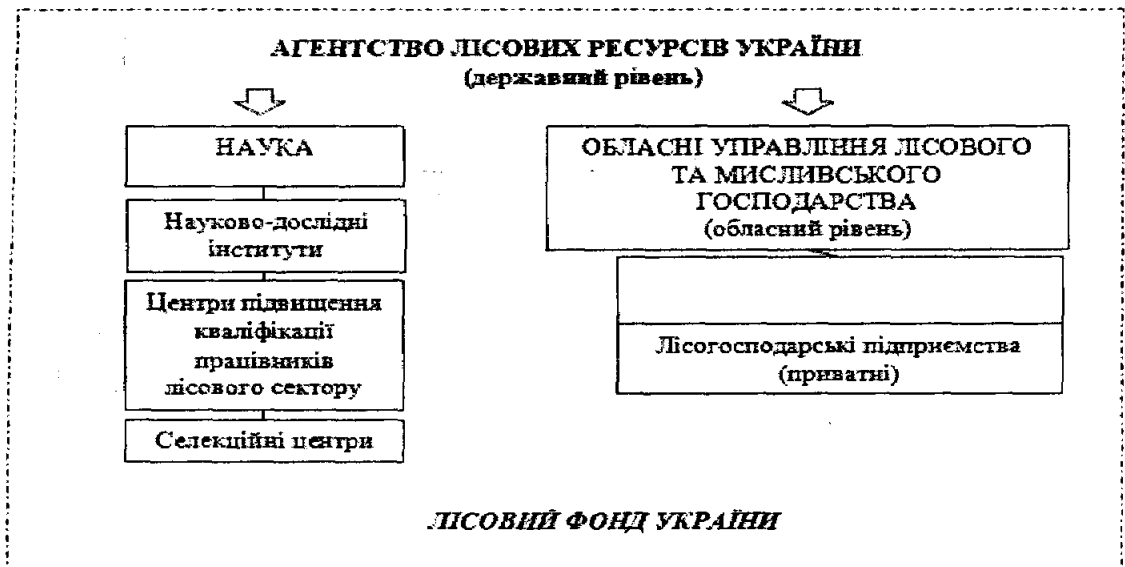 АГЕНТСТВО ЛІСОВИХ РЕСУРСІВ УКРАЇНИ
(державний рівень)
НАУКА
Науково-дослідні
інститути
Центри підвищення
кваліфікації
працівників
лісового сектору
Селекційні центри
ОБЛАСНІ УПРАВЛІННЯ ЛІСОВОГО
ТА МИСЛИВСЬКОГО
ГОСПОДАРСТВА
(обласний рівень)
Лісогосподарські підприємства
(приватні)
ЛІСОВИЙ ФОНД УКРАЇНИ